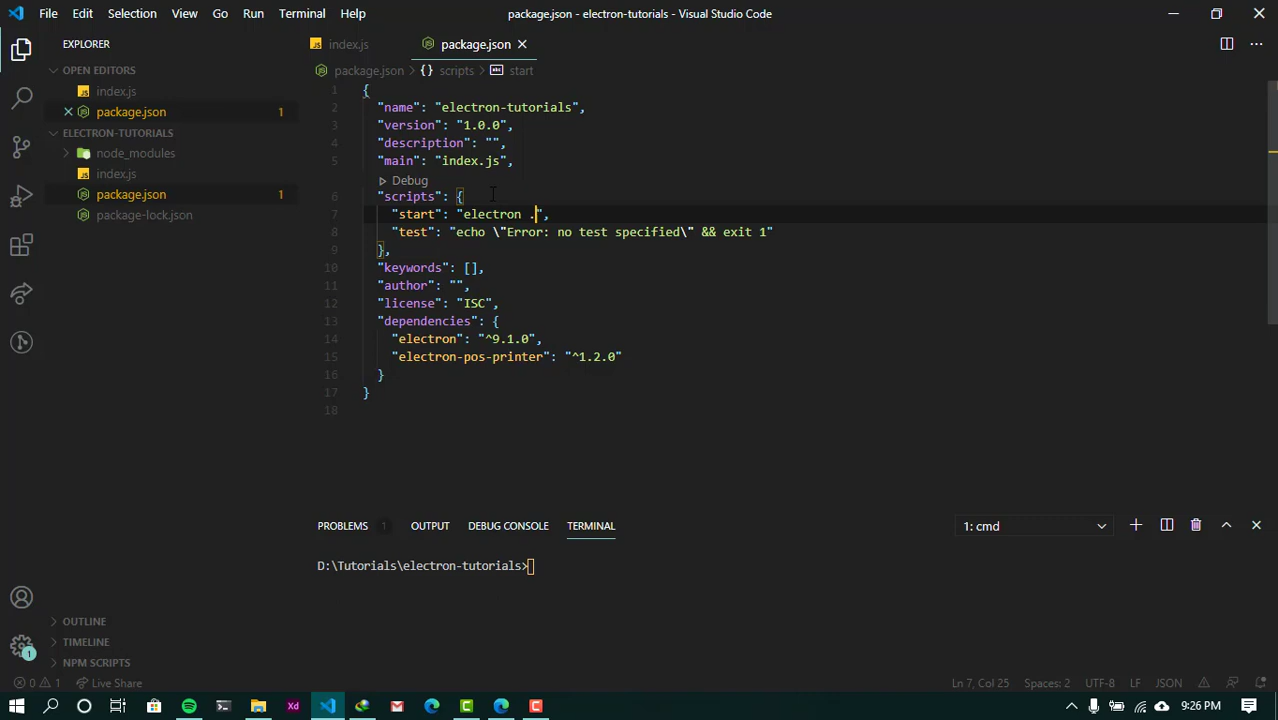 File Edit Selection View Go Run Terminal Help
package.json - electron-tutorials - Visual Studio Code
EXPLORER
OPEN EDITORS
index.js
package.json 1
ELECTRON-TUTORIALS
node_modules
index.js
package.json 1
package-lock.json
OUTLINE
TIMELINE
NPM SCRIPTS
index.js
package.json
package.json > {} scripts > abc start
1 {
2 "name": "electron-tutorials",
3 "version": "1.0.0",
4 "description": "",
5 "main": "index.js",
Debug
6 "scripts": {
7 "start": "electron .",
8 "test": "echo \"Error: no test specified\" && exit 1"
9 },
10 "keywords": [],
11 "author": "",
12 "license": "ISC",
13 "dependencies": {
14 "electron": "^9.1.0",
15 "electron-pos-printer": "^1.2.0"
16 }
17 }
18
PROBLEMS 1 OUTPUT DEBUG CONSOLE TERMINAL
1: cmd
D:\Tutorials\electron-tutorials>
1
0 1 Live Share
Ln 7, Col 25 Spaces: 2 UTF-8 LF JSON
Xd
9:26 PM